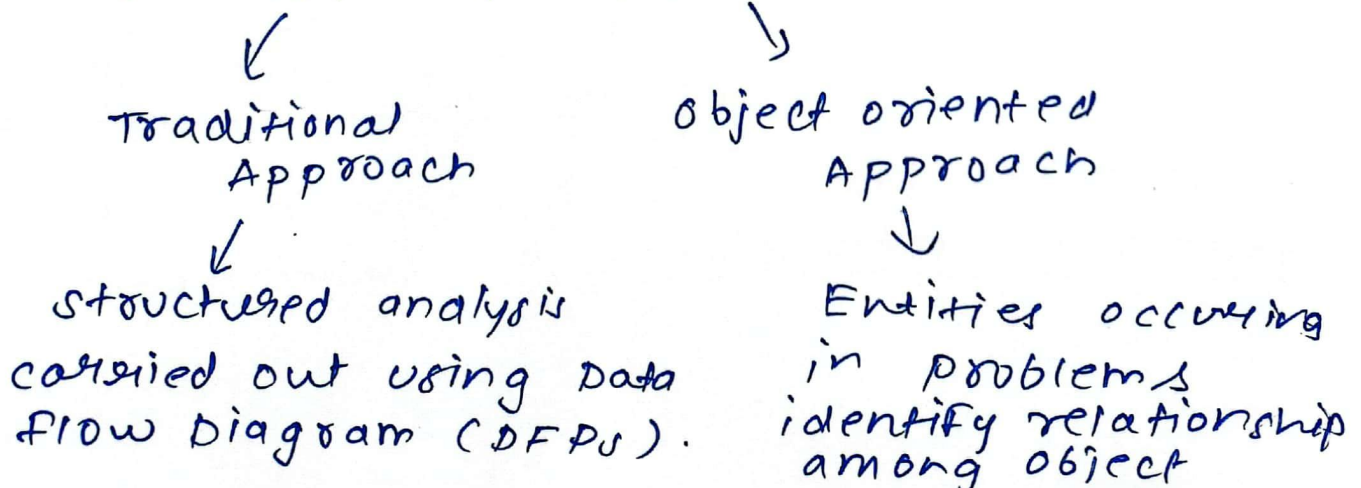 Traditional
Approach
object oriented
Approach
structured analysis
carried out using Data
flow Diagram (DFDs).
Entities occuring
in problems
identify relationship
among object